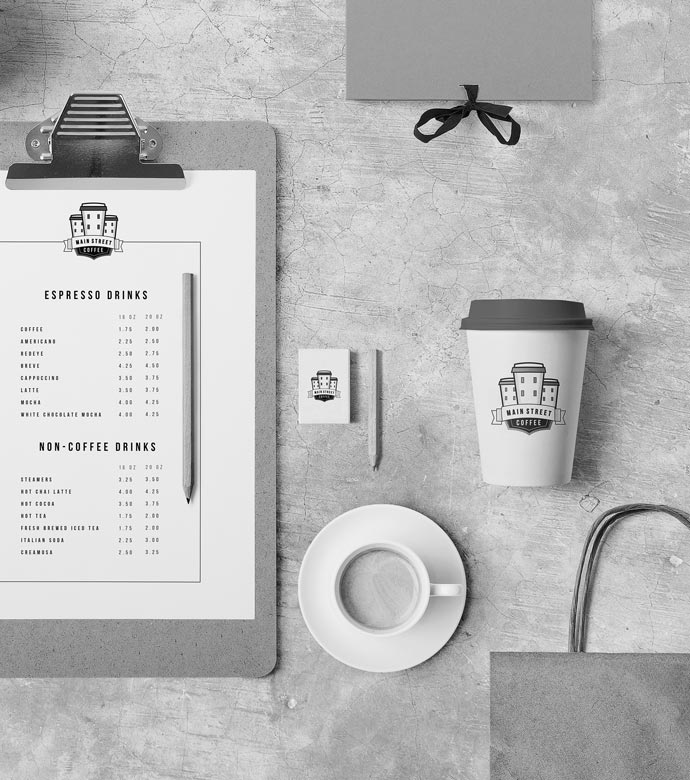 MAIN STREET
COFFEE
ESPRESSO DRINKS
16 OZ 20 OZ
COFFEE 1.75 2.00
AMERICANO 2.25 2.50
REDEYE 2.50 2.75
BREVE 4.25 4.50
CAPPUCCINO 3.50 3.75
LATTE 3.50 3.75
MOCHA 4.00 4.25
WHITE CHOCOLATE MOCHA 4.00 4.25
NON-COFFEE DRINKS
16 OZ 20 OZ
STEAMERS 3.25 3.50
HOT CHAI LATTE 4.00 4.25
HOT COCOA 3.50 3.75
HOT TEA 1.75 2.00
FRESH BREWED ICED TEA 1.75 2.00
ITALIAN SODA 2.25 3.00
CREAMOSA 2.50 3.25
MAIN STREET
COFFEE
MAIN STREET
COFFEE